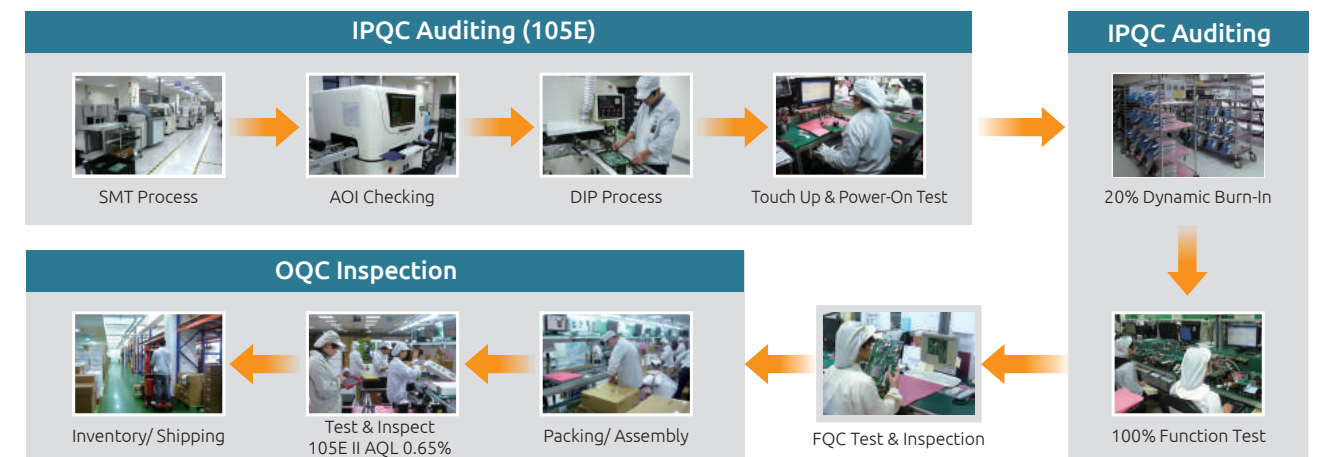 IPQC Auditing (105E)
IPQC Auditing
SMT Process
AOI Checking
DIP Process
Touch Up & Power-On Test
20% Dynamic Burn-In
OQC Inspection
Inventory/ Shipping
Test & Inspect
105E II AQL 0.65%
Packing/ Assembly
FQC Test & Inspection
100% Function Test